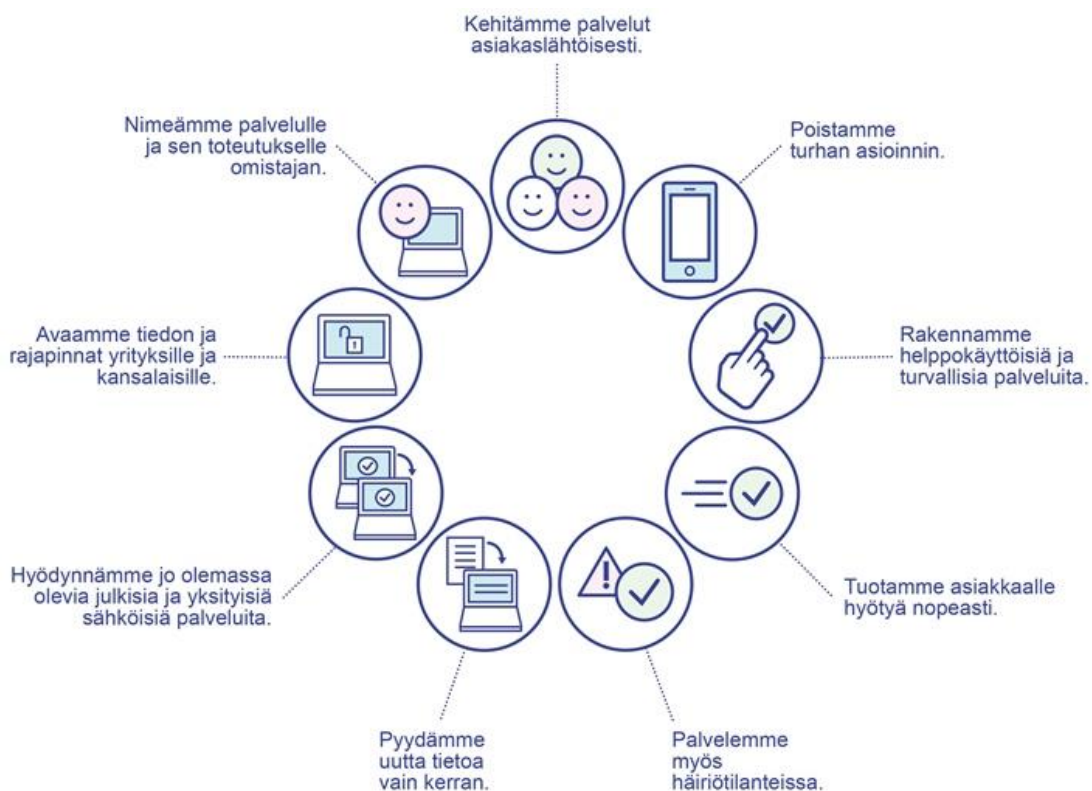 Kehitämme palvelut
asiakaslähtöisesti.
Poistamme
turhan asioinnin.
Rakennamme
helppokäyttöisiä ja
turvallisia palveluita.
Tuotamme asiakkaalle
hyötyä nopeasti.
Palvelemme
myös
häiriötilanteissa.
Pyydämme
uutta tietoa
vain kerran.
Hyödynnämme jo olemassa
olevia julkisia ja yksityisiä
sähköisiä palveluita.
Avaamme tiedon ja
rajapinnat yrityksille ja
kansalaisille.
Nimeämme palvelulle
ja sen toteutukselle
omistajan.